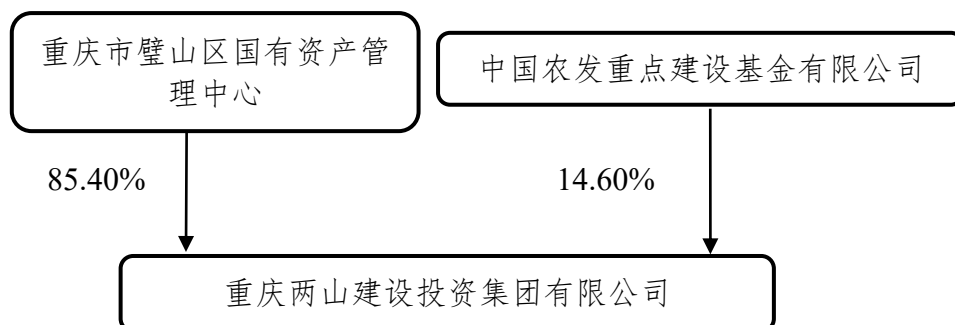 重庆市璧山区国有资产管
理中心
中国农发重点建设基金有限公司
85.40%
14.60%
重庆两山建设投资集团有限公司